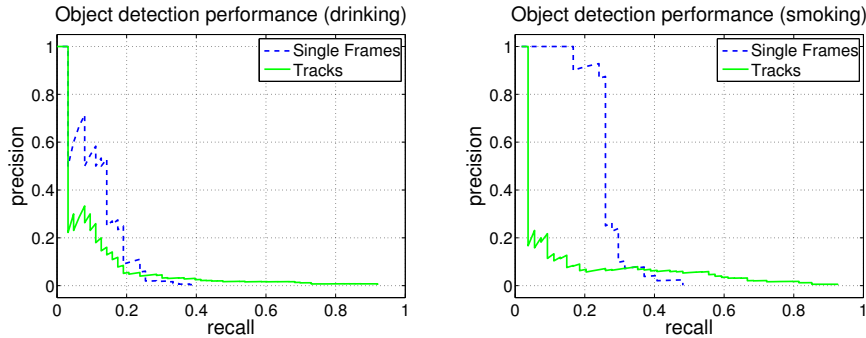 Object detection performance (drinking)
1
0.8
0.6
0.4
0.2
0
precision
Single Frames
Tracks
0 0.2 0.4 0.6 0.8 1
recall
Object detection performance (smoking)
1
0.8
0.6
0.4
0.2
0
precision
Single Frames
Tracks
0 0.2 0.4 0.6 0.8 1
recall